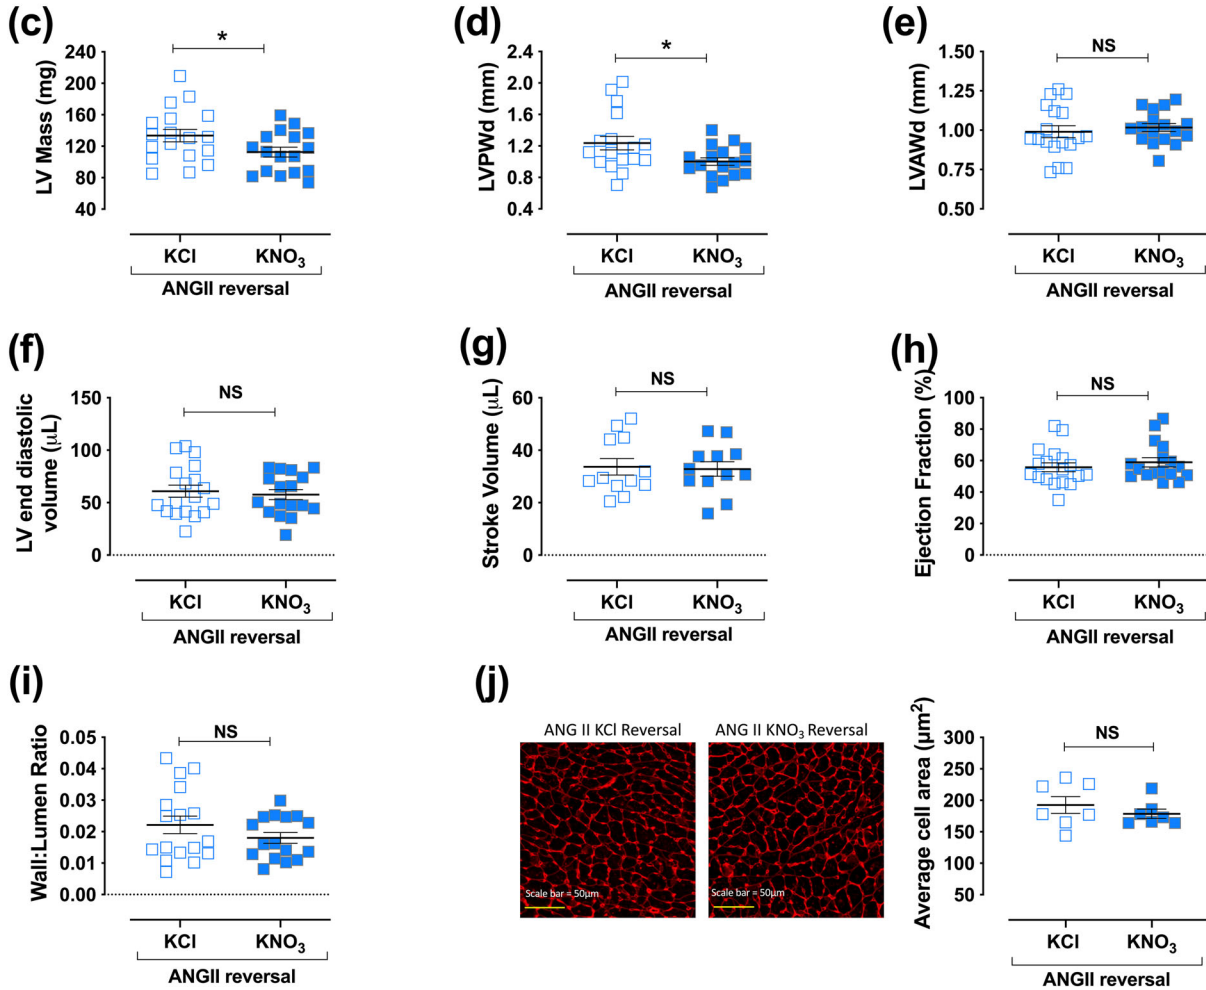 (c)
LV Mass (mg)
240
200
160
120
80
40
*
KCl
KNO₃
ANGII reversal
(d)
LVPWd (mm)
2.4
2.0
1.6
1.2
0.8
0.4
*
KCl
KNO₃
ANGII reversal
(e)
LVAWd (mm)
1.50
1.25
1.00
0.75
0.50
NS
KCl
KNO₃
ANGII reversal
(f)
LV end diastolic
volume (μL)
150
100
50
0
NS
KCl
KNO₃
ANGII reversal
(g)
Stroke Volume (μL)
60
40
20
0
NS
KCl
KNO₃
ANGII reversal
(h)
Ejection Fraction (%)
100
80
60
40
20
0
NS
KCl
KNO₃
ANGII reversal
(i)
Wall:Lumen Ratio
0.05
0.04
0.03
0.02
0.01
0.00
NS
KCl
KNO₃
ANGII reversal
(j)
ANG II KCl Reversal
Scale bar = 50μm
ANG II KNO₃ Reversal
Scale bar = 50μm
Average cell area (μm²)
300
250
200
150
100
50
NS
KCl
KNO₃
ANGII reversal